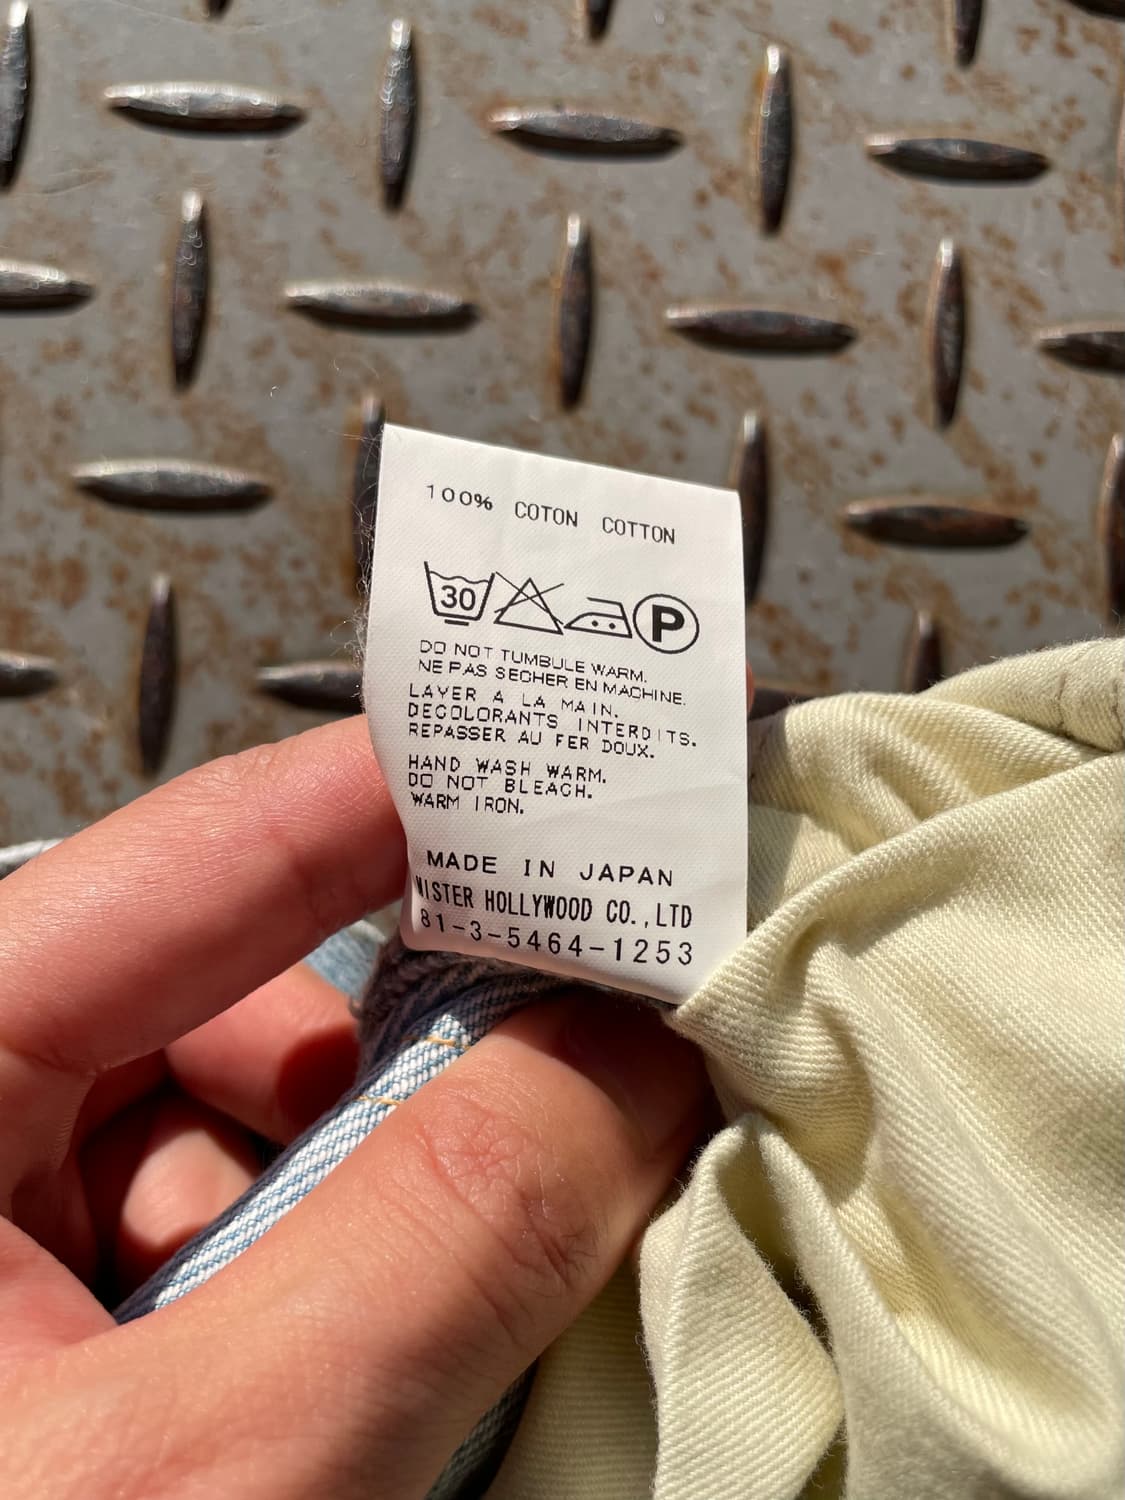 100% COTON COTTON
30 P
DO NOT TUMBULE WARM.
NE PAS SECHER EN MACHINE.
LAVER A LA MAIN.
DECOLORANTS INTERDITS.
REPASSER AU FER DOUX.
HAND WASH WARM.
DO NOT BLEACH.
WARM IRON.
MADE IN JAPAN
MISTER HOLLYWOOD CO.,LTD
81-3-5464-1253